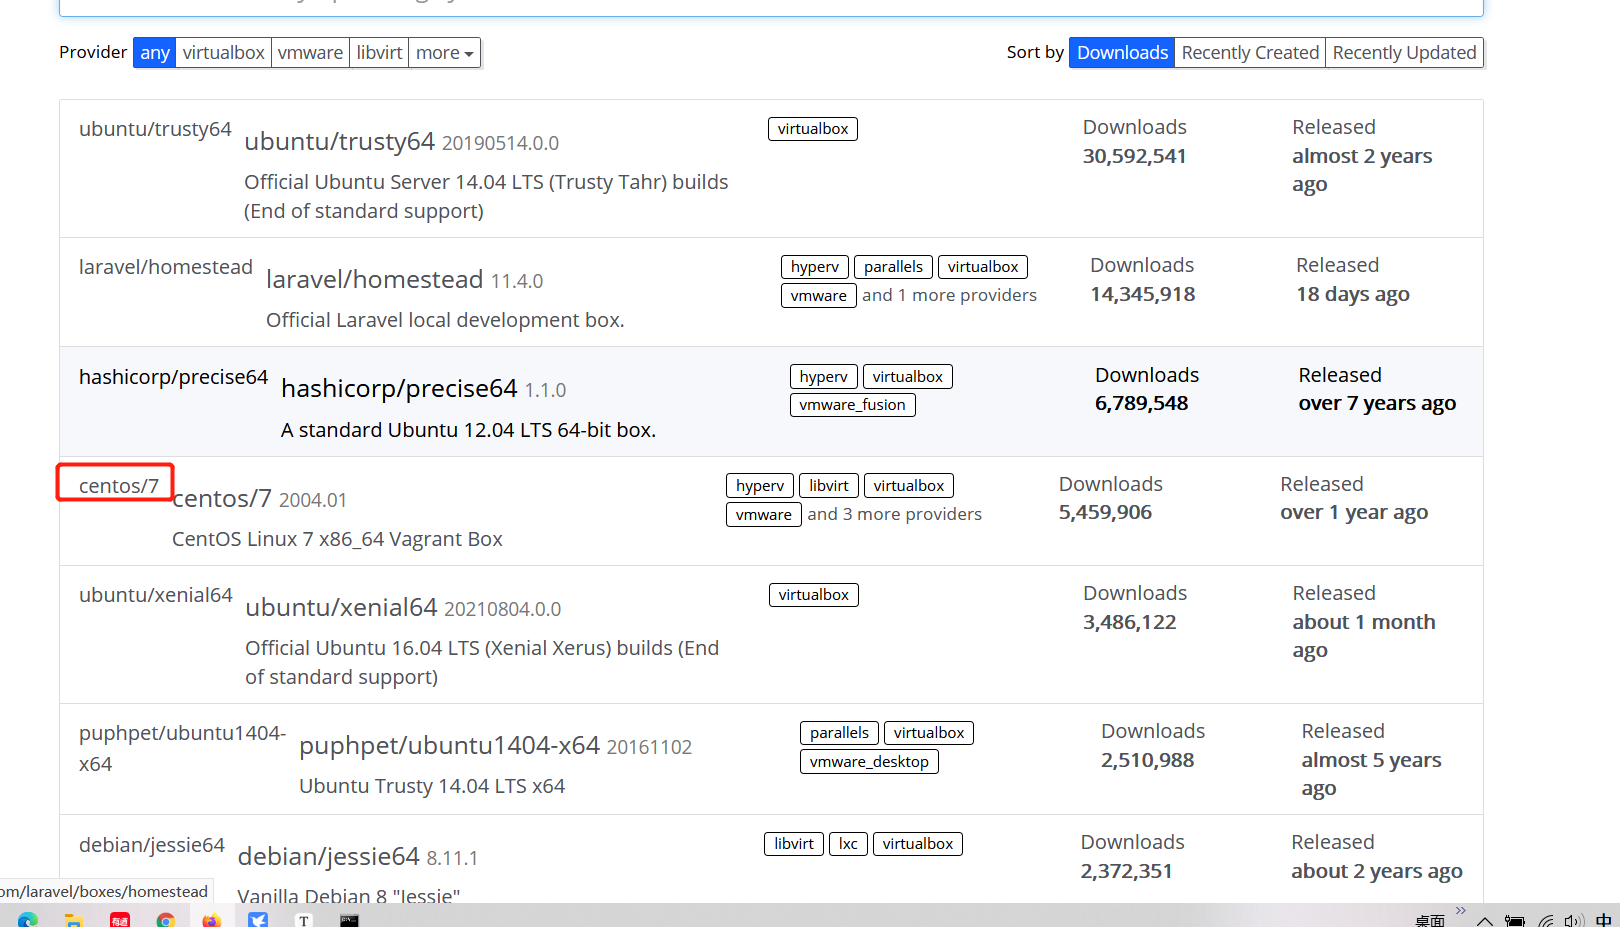 Provider any virtualbox vmware libvirt more Sort by Downloads Recently Created Recently Updated
ubuntu/trusty64 ubuntu/trusty64 20190514.0.0 virtualbox Downloads Released
30,592,541 almost 2 years
ago
Official Ubuntu Server 14.04 LTS (Trusty Tahr) builds
(End of standard support)
laravel/homestead laravel/homestead 11.4.0 hyperv parallels virtualbox Downloads Released
vmware and 1 more providers 14,345,918 18 days ago
Official Laravel local development box.
hashicorp/precise64 hashicorp/precise64 1.1.0 hyperv virtualbox Downloads Released
vmware_fusion 6,789,548 over 7 years ago
A standard Ubuntu 12.04 LTS 64-bit box.
centos/7 centos/7 2004.01 hyperv libvirt virtualbox Downloads Released
vmware and 3 more providers 5,459,906 over 1 year ago
CentOS Linux 7 x86_64 Vagrant Box
ubuntu/xenial64 ubuntu/xenial64 20210804.0.0 virtualbox Downloads Released
3,486,122 about 1 month
ago
Official Ubuntu 16.04 LTS (Xenial Xerus) builds (End
of standard support)
puphpet/ubuntu1404- puphpet/ubuntu1404-x64 20161102 parallels virtualbox Downloads Released
x64 vmware_desktop 2,510,988 almost 5 years
ago
Ubuntu Trusty 14.04 LTS x64
debian/jessie64 debian/jessie64 8.11.1 libvirt lxc virtualbox Downloads Released
2,372,351 about 2 years ago
om/laravel/boxes/homestead Vanilla Debian 8 "Jessie"
有道 T 桌面 中